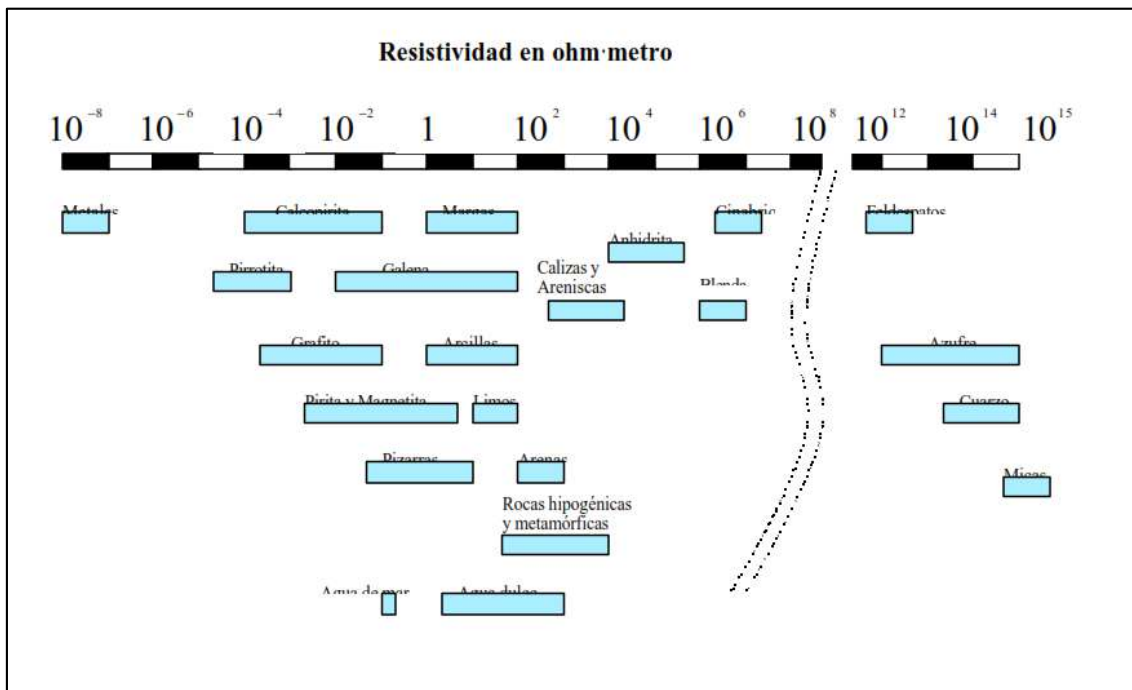 Resistividad en ohm·metro
10⁻⁸ 10⁻⁶ 10⁻⁴ 10⁻² 1 10² 10⁴ 10⁶ 10⁸ 10¹² 10¹⁴ 10¹⁵
Metales Calcopirita Margas Cinabrio Feldespatos
Anhidrita
Pirrotita Galena Calizas y
Areniscas
Blenda
Grafito Arcillas Azufre
Pirita y Magnetita Limos Cuarzo
Pizarras Arenas Micas
Rocas hipogénicas
y metamórficas
Agua de mar Agua dulce